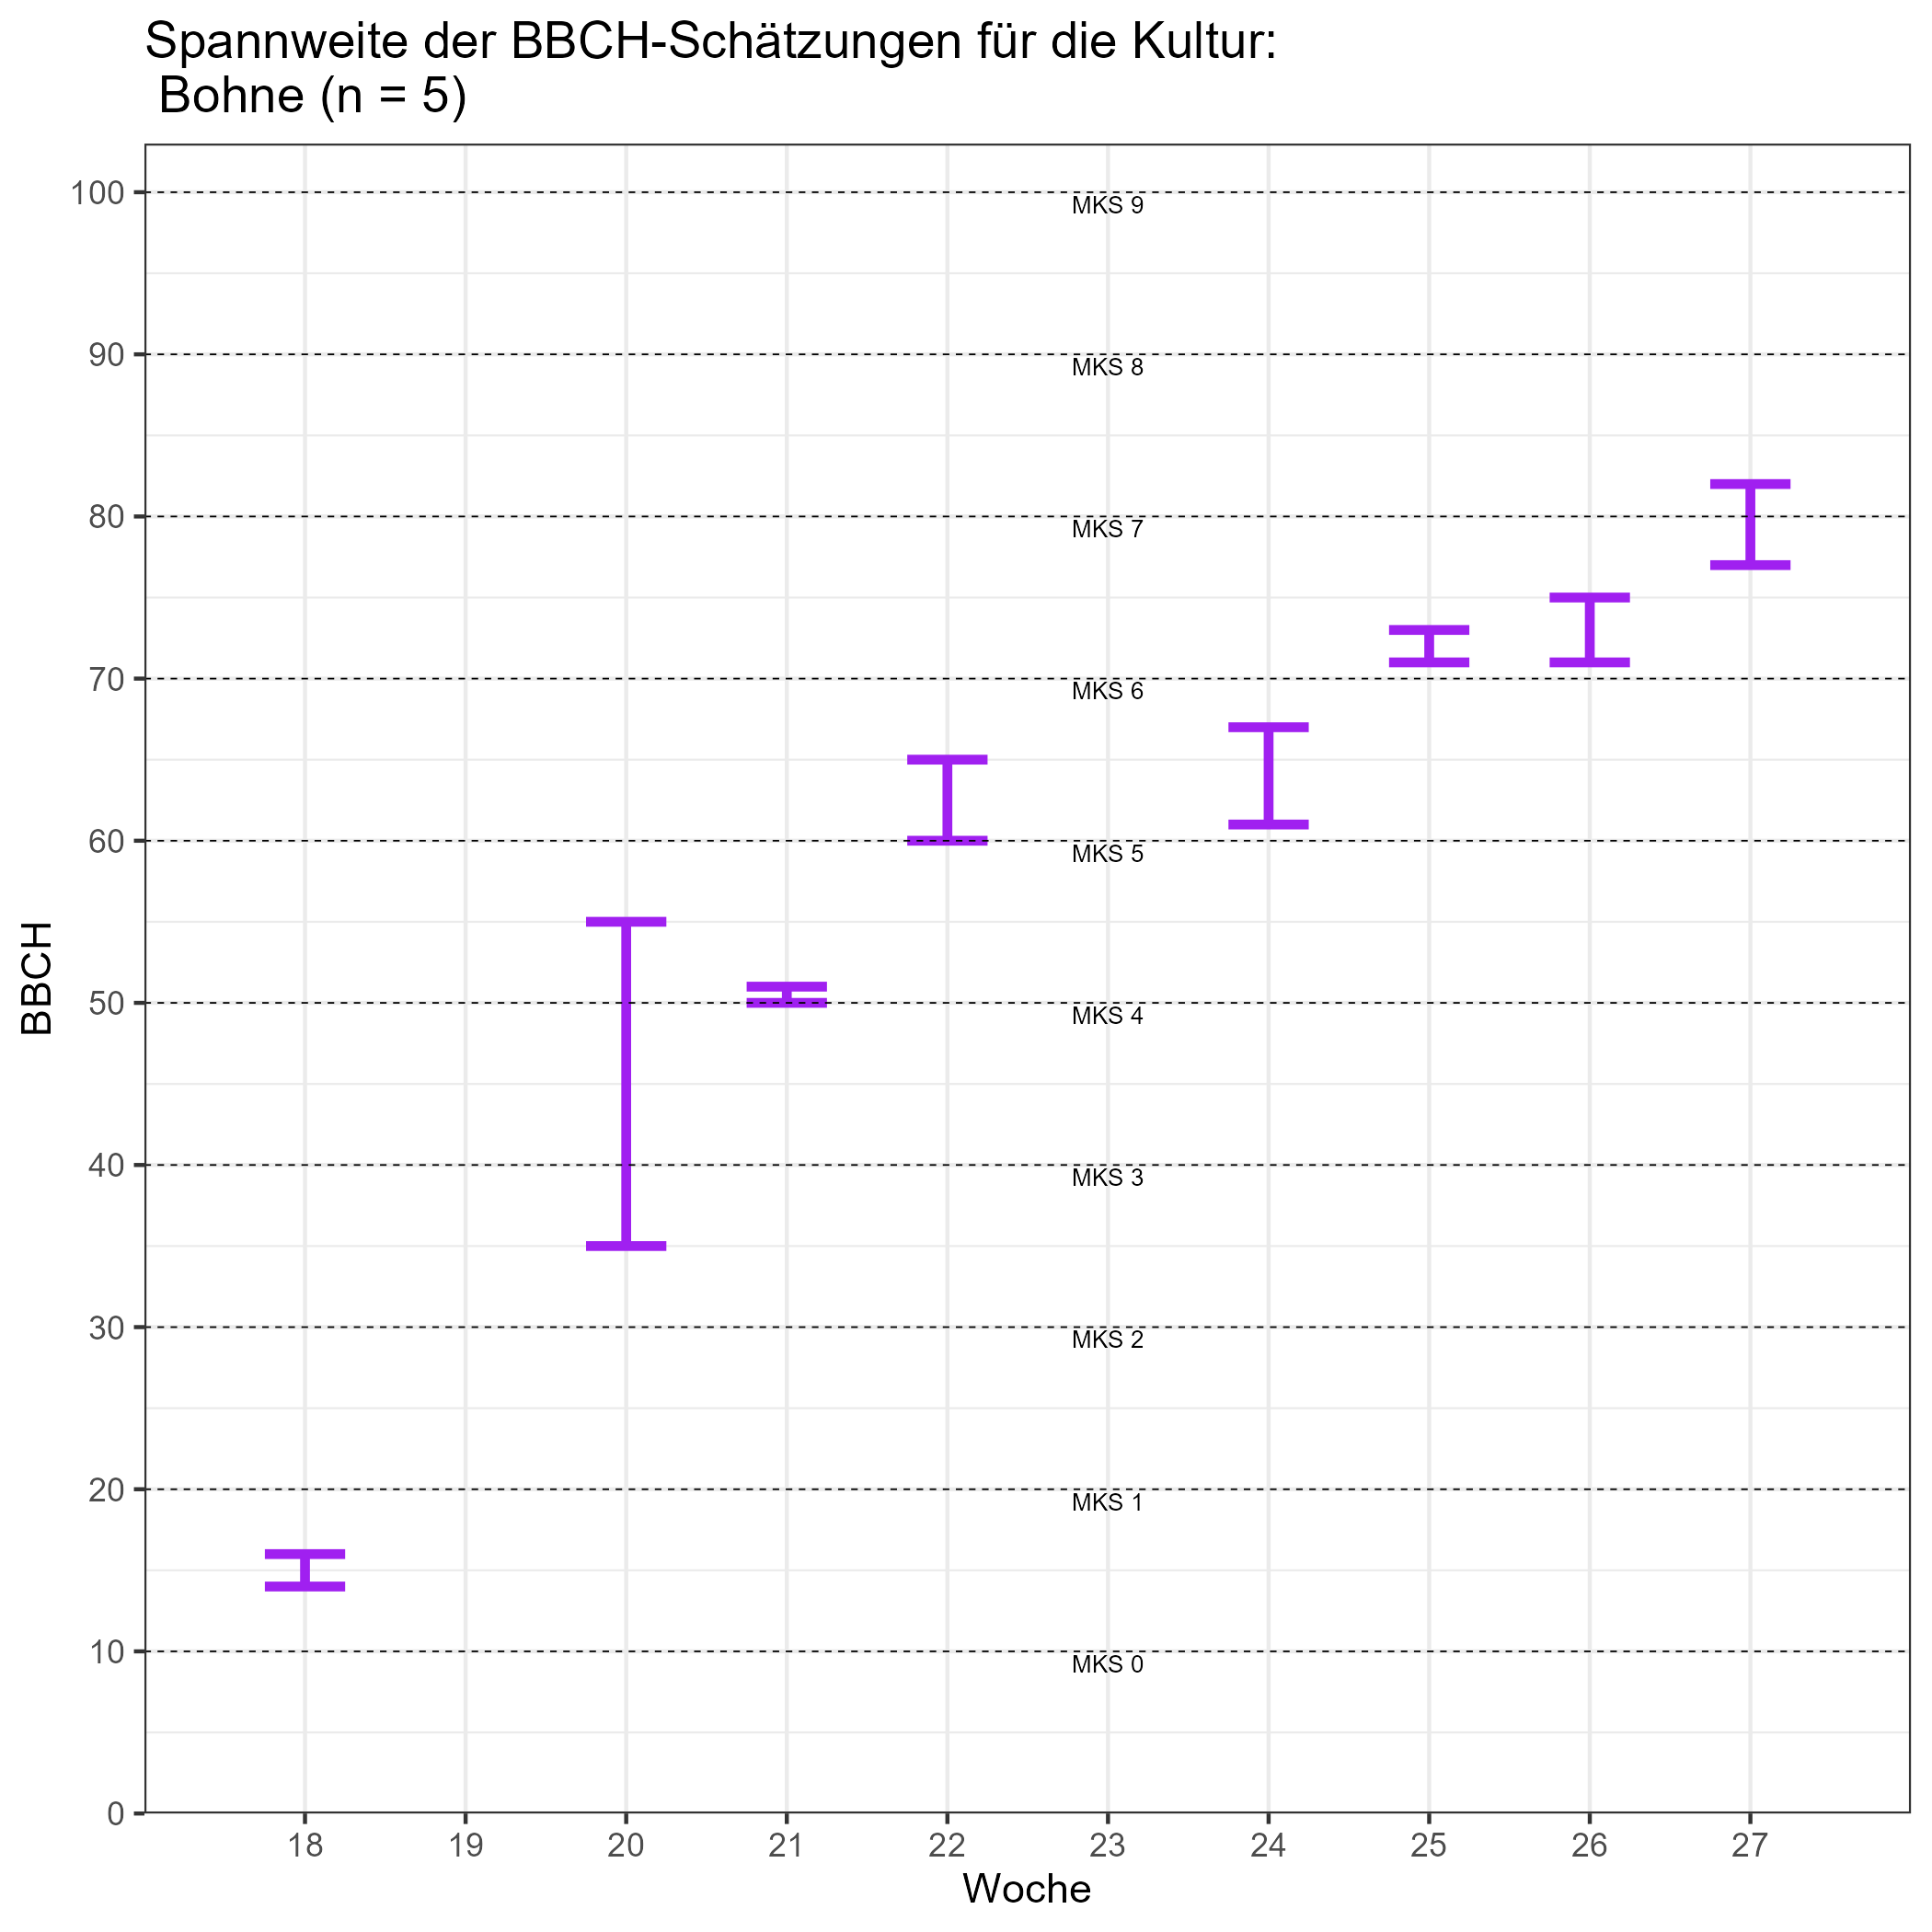 Spannweite der BBCH-Schätzungen für die Kultur:
Bohne (n = 5)
100
MKS 9
90
MKS 8
80
MKS 7
70
MKS 6
60
MKS 5
50
MKS 4
40
MKS 3
30
MKS 2
20
MKS 1
10
MKS 0
0
BBCH
18 19 20 21 22 23 24 25 26 27
Woche